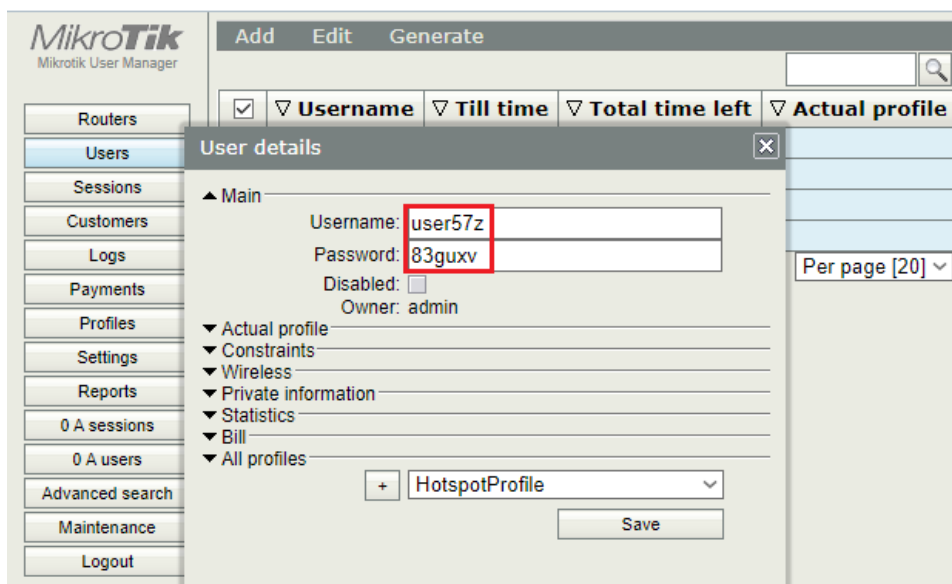 MikroTik
Mikrotik User Manager
Add Edit Generate
Username Till time Total time left Actual profile
Routers
Users
Sessions
Customers
Logs
Payments
Profiles
Settings
Reports
0 A sessions
0 A users
Advanced search
Maintenance
Logout
User details
Main
Username: user57z
Password: 83guxv
Disabled:
Owner: admin
Actual profile
Constraints
Wireless
Private information
Statistics
Bill
All profiles
+ HotspotProfile
Save
Per page [20]